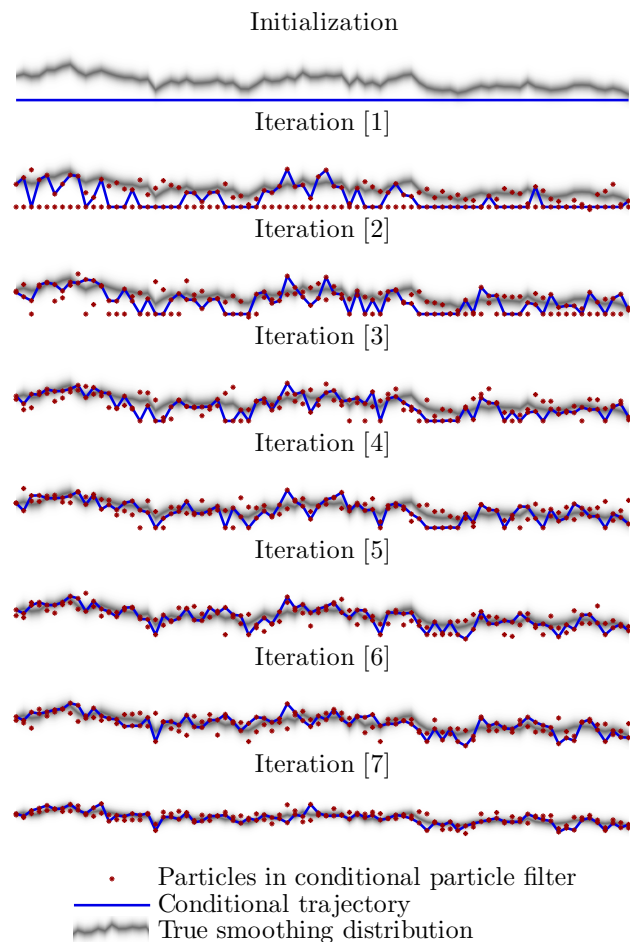 Initialization
Iteration [1]
Iteration [2]
Iteration [3]
Iteration [4]
Iteration [5]
Iteration [6]
Iteration [7]
Particles in conditional particle filter
Conditional trajectory
True smoothing distribution